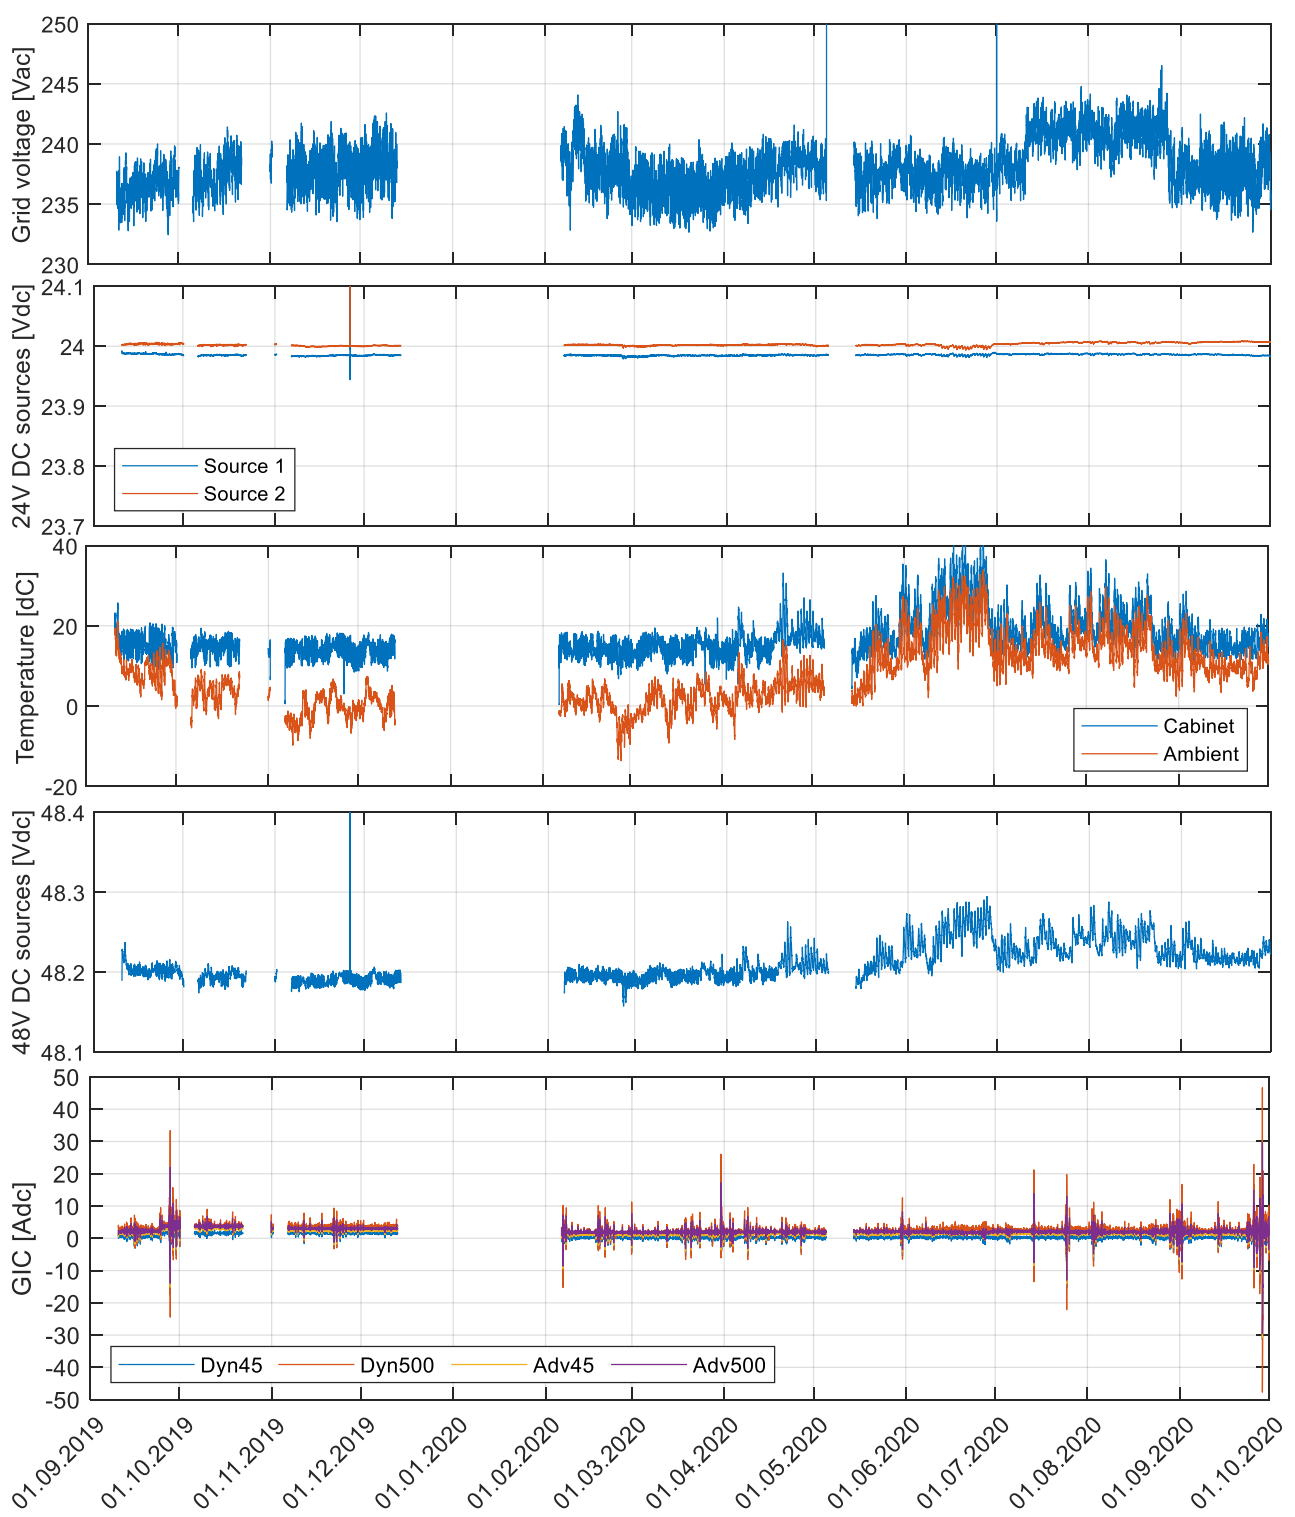 Grid voltage [Vac]
250
245
240
235
230
24V DC sources [Vdc]
24.1
24
23.9
23.8
23.7
Source 1
Source 2
Temperature [dC]
40
20
0
-20
Cabinet
Ambient
48V DC sources [Vdc]
48.4
48.3
48.2
48.1
GIC [Adc]
50
40
30
20
10
0
-10
-20
-30
-40
-50
Dyn45 Dyn500 Adv45 Adv500
01.09.2019 01.10.2019 01.11.2019 01.12.2019 01.01.2020 01.02.2020 01.03.2020 01.04.2020 01.05.2020 01.06.2020 01.07.2020 01.08.2020 01.09.2020 01.10.2020